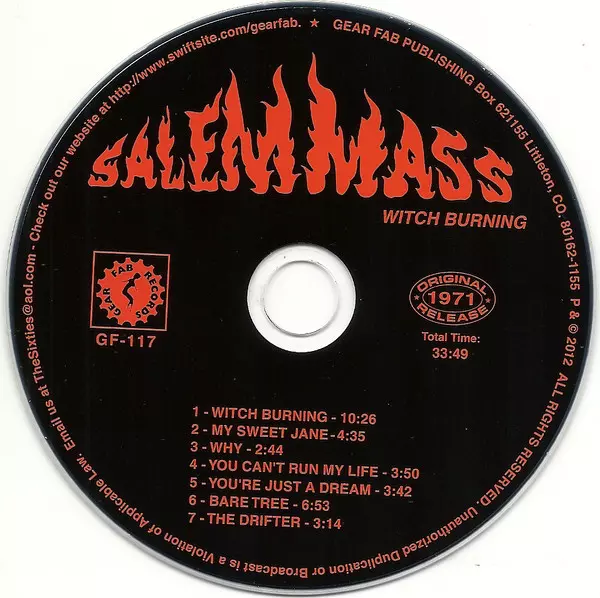 Email us at TheSixties@aol.com - Check out our website at http://www.swiftsite.com/gearfab. ★ GEAR FAB PUBLISHING Box 621155 Littleton, CO. 80162-1155 P & © 2012 ALL RIGHTS RESERVED. Unauthorized Duplication or Broadcast is a Violation of Applicable Law.
SALEM MASS
WITCH BURNING
GEAR FAB RECORDS
GF-117
ORIGINAL
1971
RELEASE
Total Time:
33:49
1 - WITCH BURNING - 10:26
2 - MY SWEET JANE - 4:35
3 - WHY - 2:44
4 - YOU CAN'T RUN MY LIFE - 3:50
5 - YOU'RE JUST A DREAM - 3:42
6 - BARE TREE - 6:53
7 - THE DRIFTER - 3:14